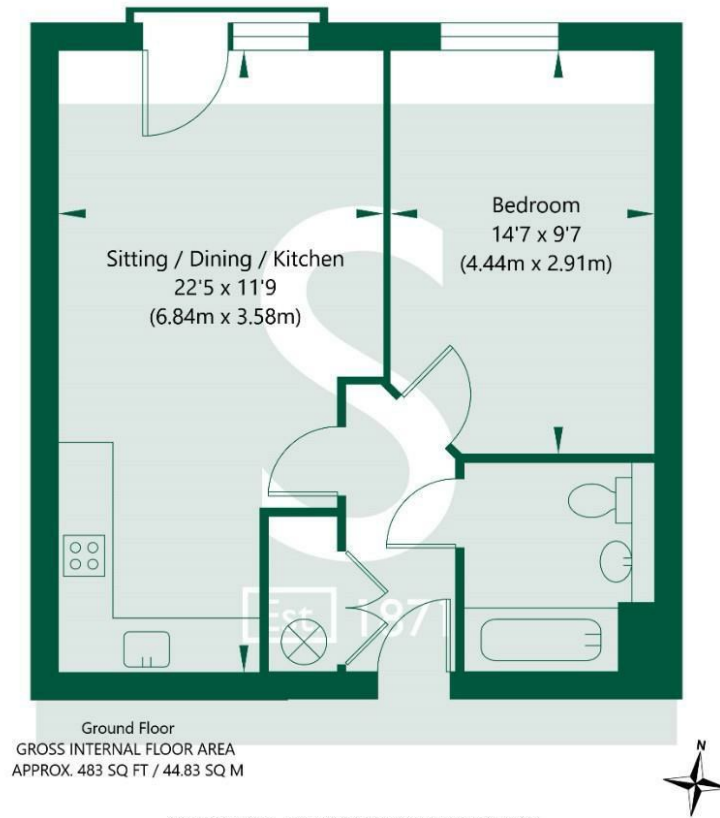 Bedroom
14'7 x 9'7
(4.44m x 2.91m)
Sitting / Dining / Kitchen
22'5 x 11'9
(6.84m x 3.58m)
S
Est. 1871
Ground Floor
GROSS INTERNAL FLOOR AREA
APPROX. 483 SQ FT / 44.83 SQ M
N